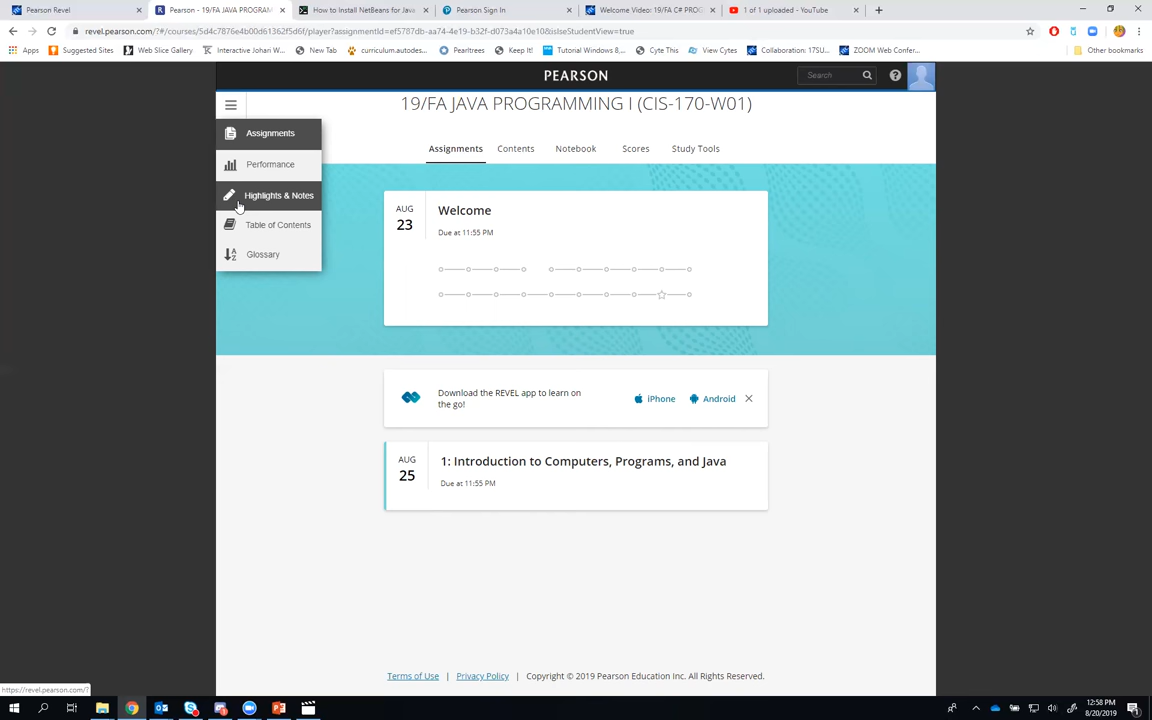 Pearson Revel
Pearson - 19/FA JAVA PROGRAM
How to Install NetBeans for Java
Pearson Sign In
Welcome Video: 19/FA C# PROG
1 of 1 uploaded - YouTube
revel.pearson.com/?#/courses/5d4c7876e4b00d62361f5d6f/player?assignmentId=ef5787db-aa74-4e19-b32f-d073a4a10e10&isIseStudentView=true
Apps
Suggested Sites
Web Slice Gallery
Interactive Johan W...
New Tab
curriculum.autodes...
Pearltrees
Keep It!
Tutorial Windows 8,...
Cyte This
View Cytes
Collaboration: 17SU...
ZOOM Web Confer...
Other bookmarks
PEARSON
Search
19/FA JAVA PROGRAMMING I (CIS-170-W01)
Assignments
Performance
Highlights & Notes
Table of Contents
Glossary
Assignments
Contents
Notebook
Scores
Study Tools
AUG
23
Welcome
Due at 11:55 PM
Download the REVEL app to learn on
the go!
iPhone
Android
AUG
25
1: Introduction to Computers, Programs, and Java
Due at 11:55 PM
Terms of Use | Privacy Policy | Copyright © 2019 Pearson Education Inc. All Rights Reserved.
https://revel.pearson.com/?
12:58 PM
8/20/2019